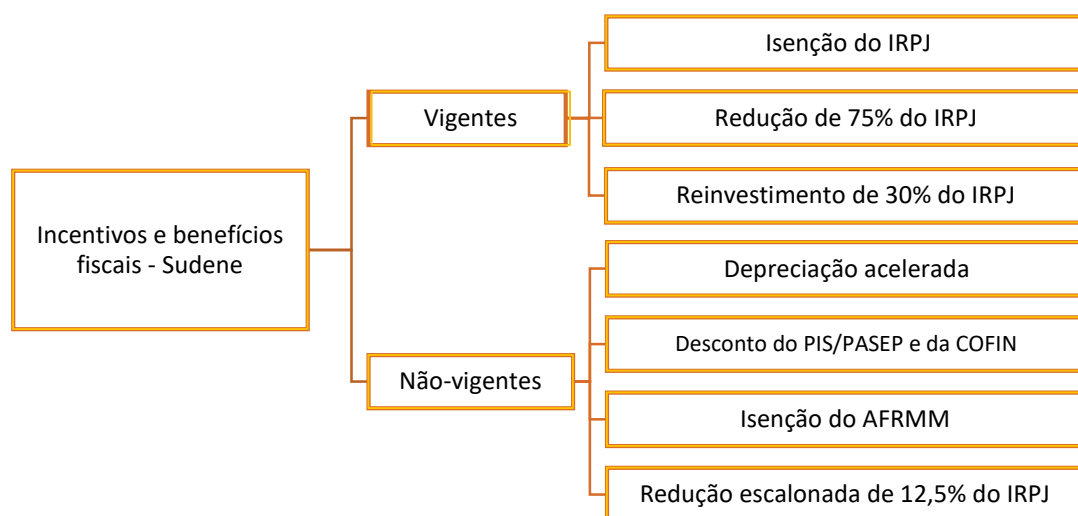 Incentivos e benefícios
fiscais - Sudene
Vigentes
Isenção do IRPJ
Redução de 75% do IRPJ
Reinvestimento de 30% do IRPJ
Não-vigentes
Depreciação acelerada
Desconto do PIS/PASEP e da COFIN
Isenção do AFRMM
Redução escalonada de 12,5% do IRPJ